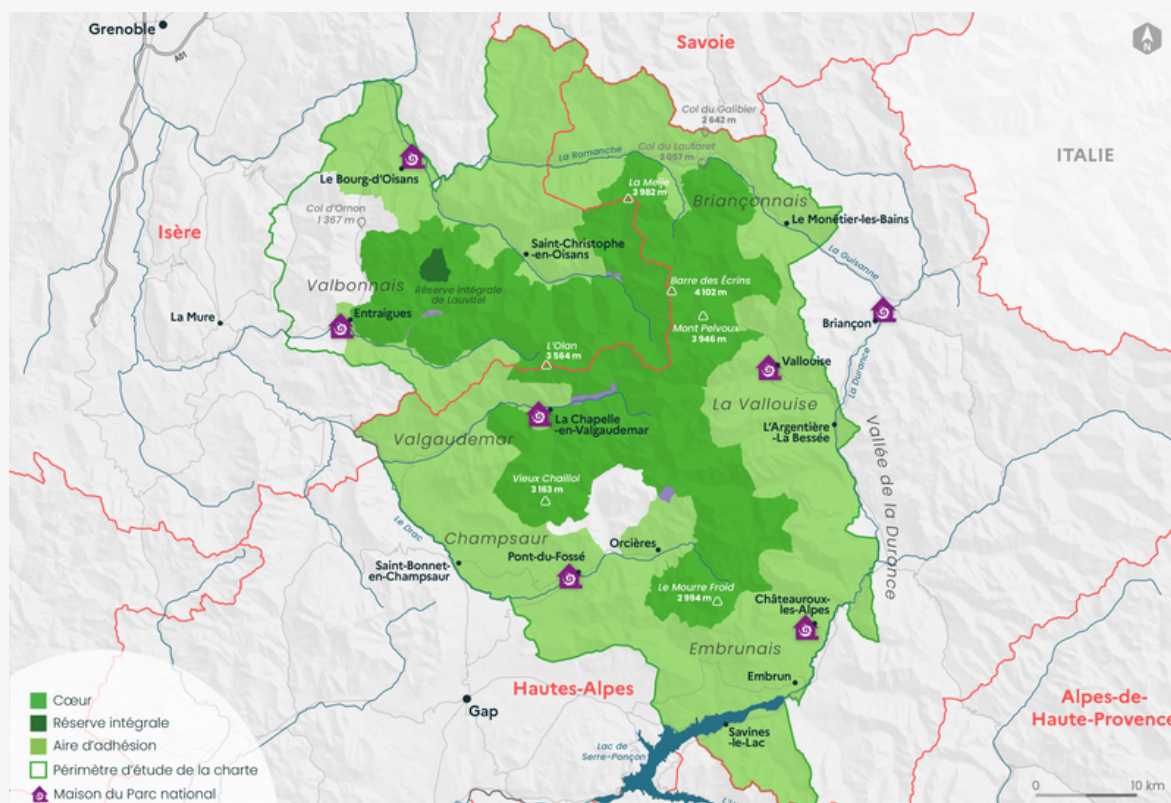 Grenoble
A51
Savoie
N
Col du Galibier
2 642 m
Col du Lautaret
2 057 m
ITALIE
La Romanche
Le Bourg-d'Oisans
La Meije
3 982 m
Briançonnais
Le Monêtier-les-Bains
Col d'Ornon
1 367 m
Isère
Saint-Christophe
-en-Oisans
La Guisanne
Réserve Intégrale
de Lauvitel
Valbonnais
Barre des Écrins
4 102 m
La Mure
Entraigues
Mont Pelvoux
3 946 m
Briançon
L'Olan
3 564 m
Vallouise
La Durance
La Vallouise
La Chapelle
-en-Valgaudemar
L'Argentière
-La Bessée
Valgaudemar
Vallée de la Durance
Vieux Chaillol
3 163 m
Le Drac
Champsaur
Orcières
Pont-du-Fossé
Saint-Bonnet-
en-Champsaur
Le Mourre Froid
2 994 m
Châteauroux-
les-Alpes
Embrunais
Embrun
Hautes-Alpes
Gap
Alpes-de-
Haute-Provence
Savines
-le-Lac
Lac de
Serre-Ponçon
Cœur
Réserve intégrale
Aire d'adhésion
Périmètre d'étude de la charte
Maison du Parc national
0 10 km